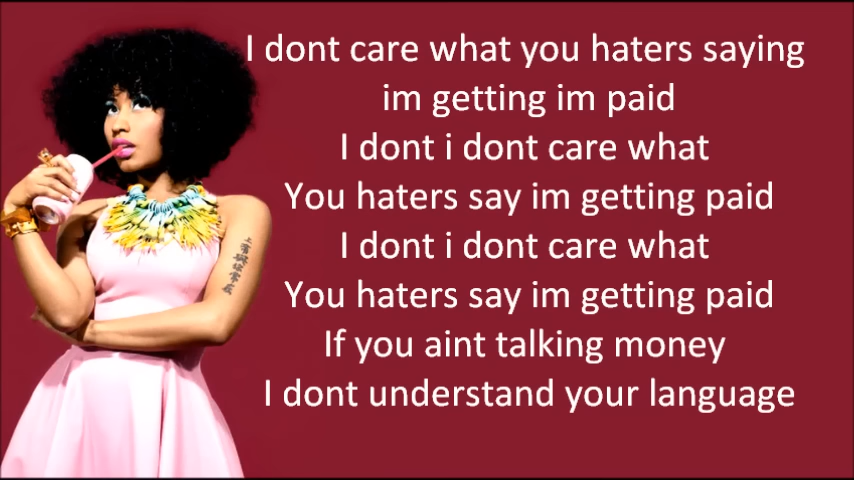 I dont care what you haters saying
im getting im paid
I dont i dont care what
You haters say im getting paid
I dont i dont care what
You haters say im getting paid
If you aint talking money
I dont understand your language
上